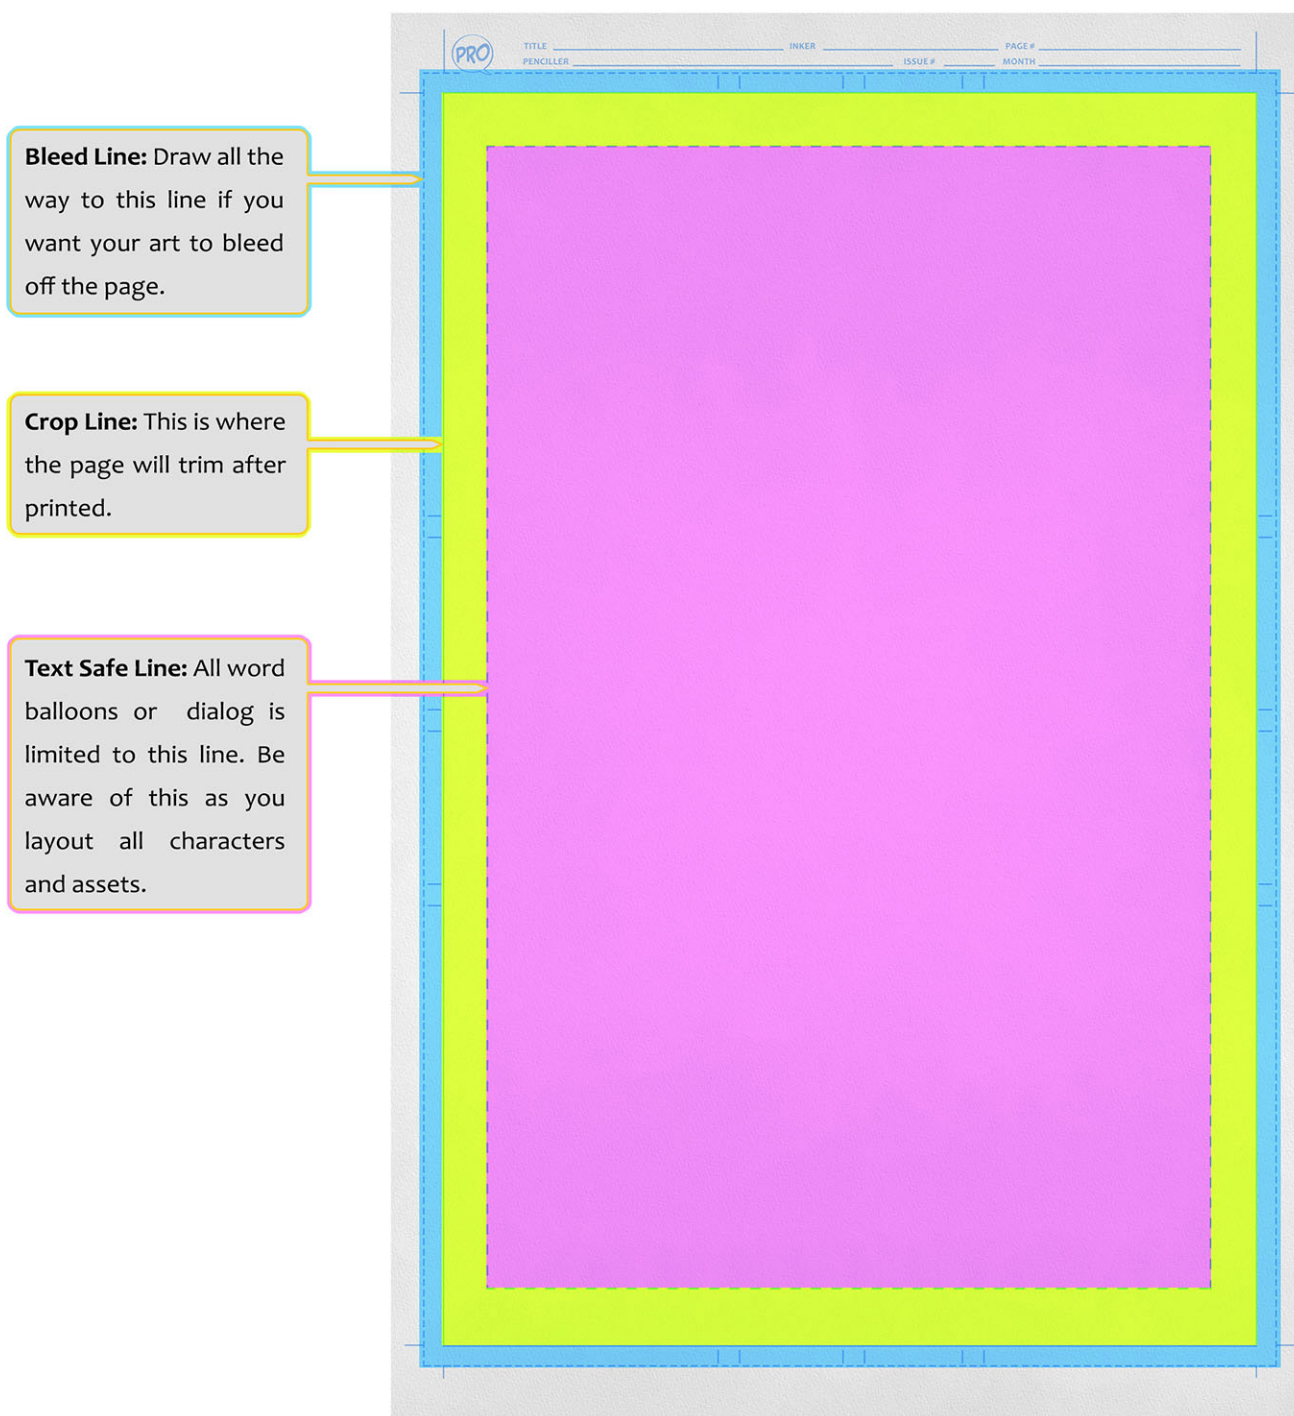 PRO
TITLE INKER PAGE #
PENCILLER ISSUE # MONTH
Bleed Line: Draw all the
way to this line if you
want your art to bleed
off the page.
Crop Line: This is where
the page will trim after
printed.
Text Safe Line: All word
balloons or dialog is
limited to this line. Be
aware of this as you
layout all characters
and assets.